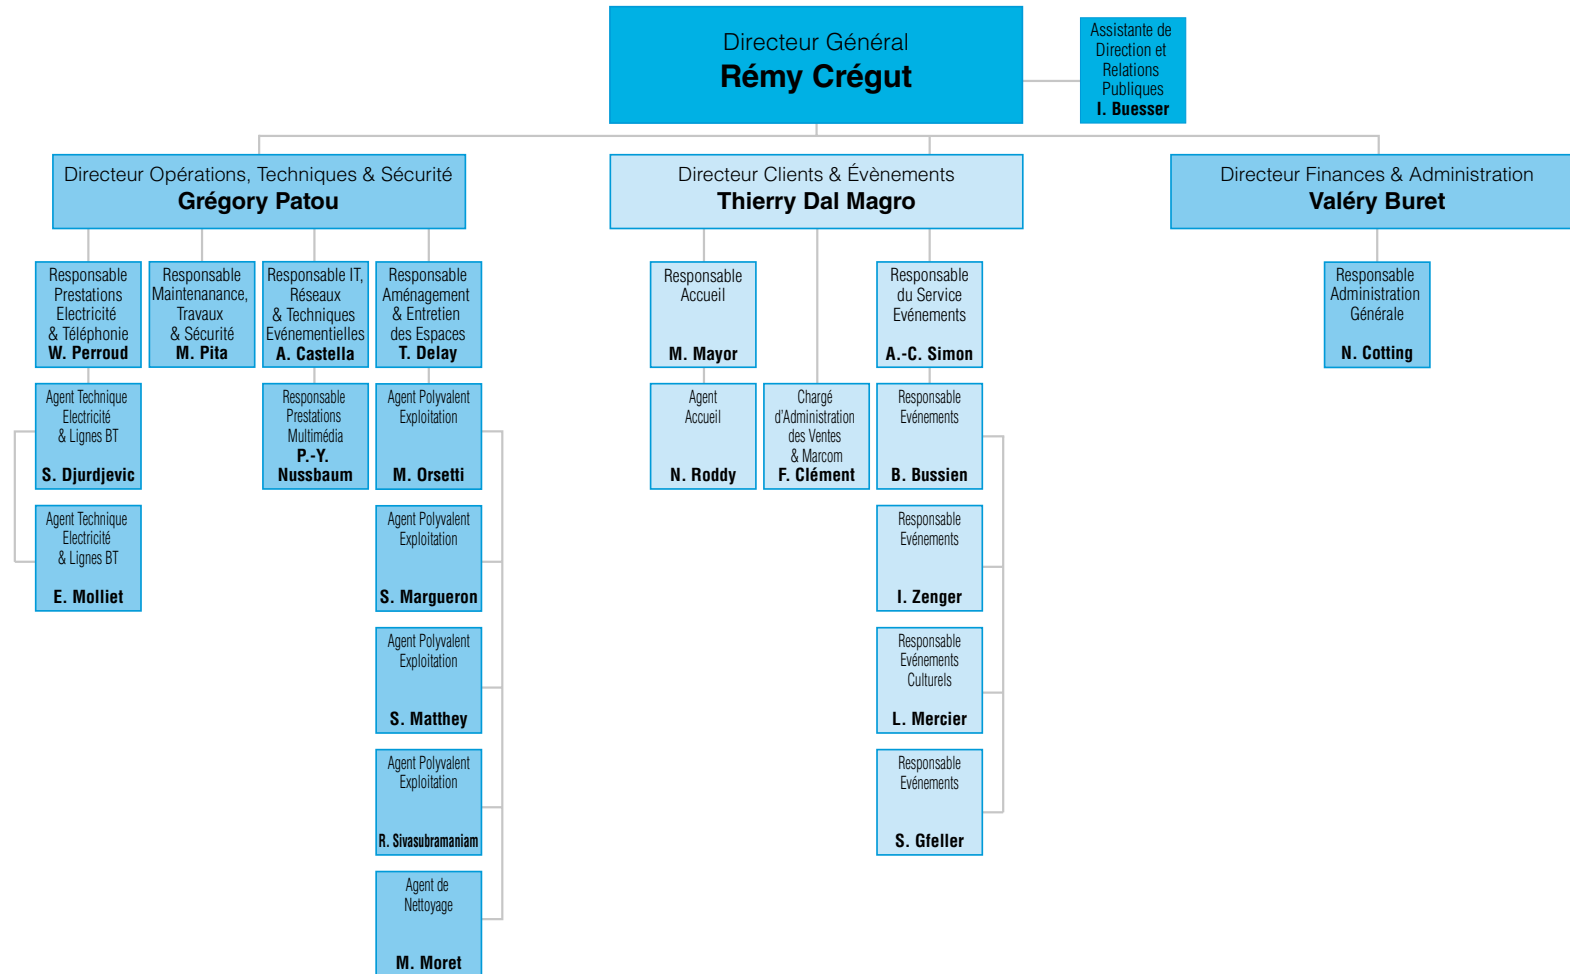 Directeur Général
Rémy Crégut
Assistante de
Direction et
Relations
Publiques
I. Buesser
Directeur Opérations, Techniques & Sécurité
Grégory Patou
Directeur Clients & Évènements
Thierry Dal Magro
Directeur Finances & Administration
Valéry Buret
Responsable
Prestations
Electricité
& Téléphonie
W. Perroud
Responsable
Maintenanance,
Travaux
& Sécurité
M. Pita
Responsable IT,
Réseaux
& Techniques
Evénementielles
A. Castella
Responsable
Aménagement
& Entretien
des Espaces
T. Delay
Responsable
Accueil
M. Mayor
Responsable
du Service
Evénements
A.-C. Simon
Responsable
Administration
Générale
N. Cotting
Agent Technique
Electricité
& Lignes BT
S. Djurdjevic
Responsable
Prestations
Multimédia
P.-Y.
Nussbaum
Agent Polyvalent
Exploitation
M. Orsetti
Agent
Accueil
N. Roddy
Chargé
d'Administration
des Ventes
& Marcom
F. Clément
Responsable
Evénements
B. Bussien
Agent Technique
Electricité
& Lignes BT
E. Molliet
Agent Polyvalent
Exploitation
S. Margueron
Responsable
Evénements
I. Zenger
Agent Polyvalent
Exploitation
S. Matthey
Responsable
Evénements
Culturels
L. Mercier
Agent Polyvalent
Exploitation
R. Sivasubramaniam
Responsable
Evénements
S. Gfeller
Agent de
Nettoyage
M. Moret